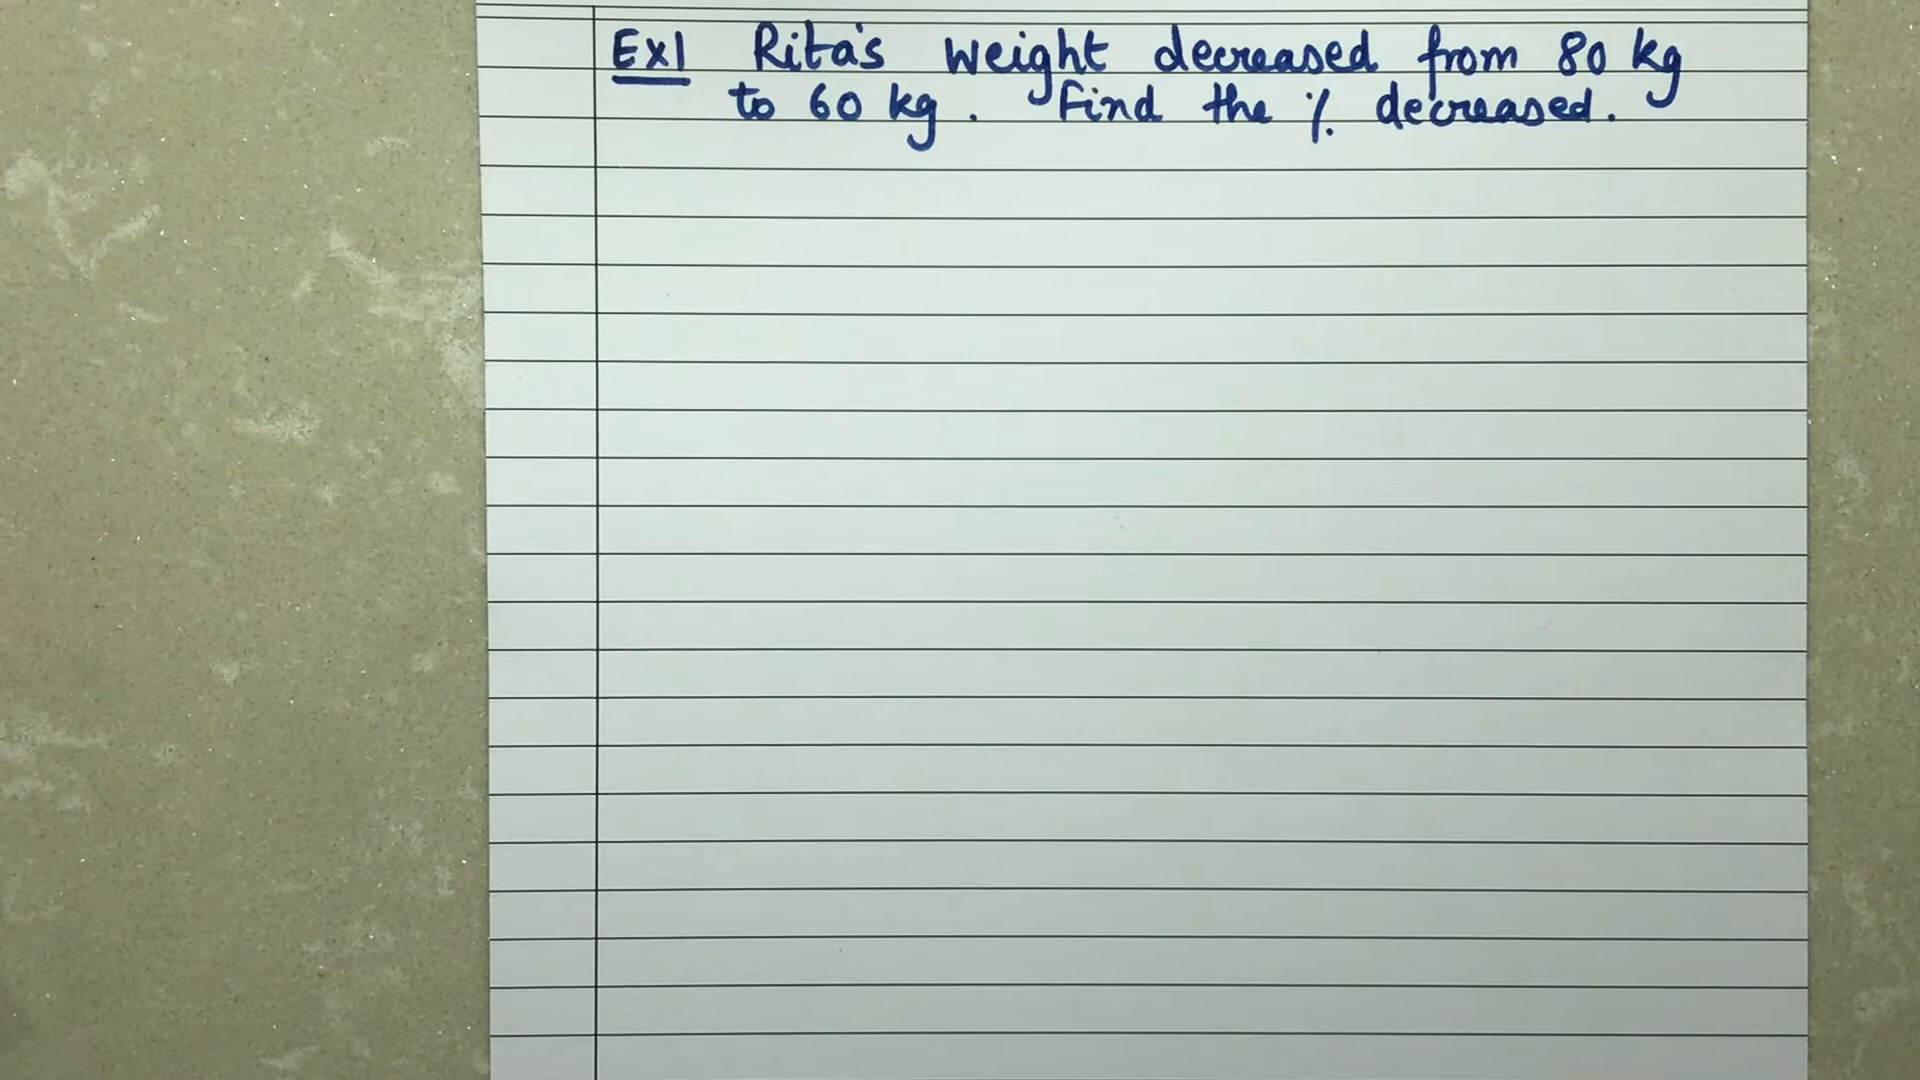 Ex1 Rita's weight decreased from 80 kg
to 60 kg. Find the % decreased.